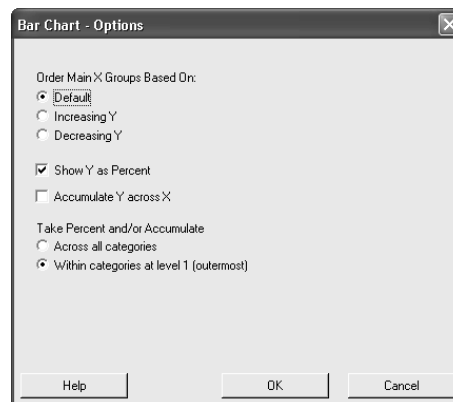 Bar Chart - Options
Order Main X Groups Based On:
Default
Increasing Y
Decreasing Y
Show Y as Percent
Accumulate Y across X
Take Percent and/or Accumulate
Across all categories
Within categories at level 1 (outermost)
Help OK Cancel